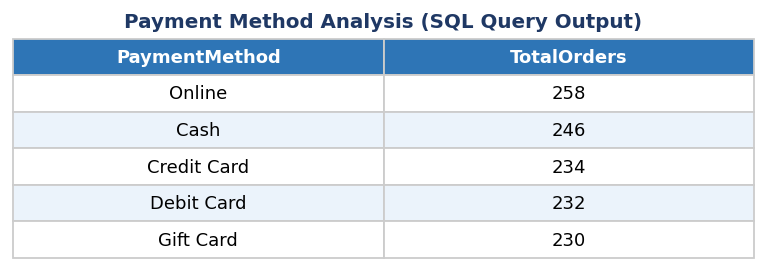 Payment Method Analysis (SQL Query Output)
PaymentMethod TotalOrders
Online 258
Cash 246
Credit Card 234
Debit Card 232
Gift Card 230